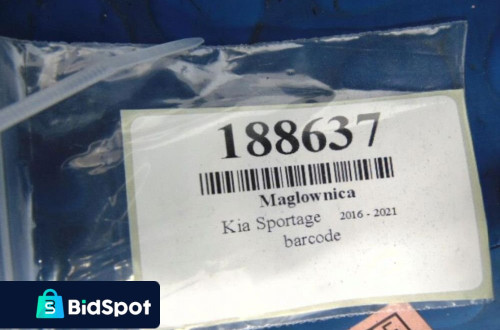 188637
Maglownica
Kia Sportage 2016 - 2021
barcode
BidSpot